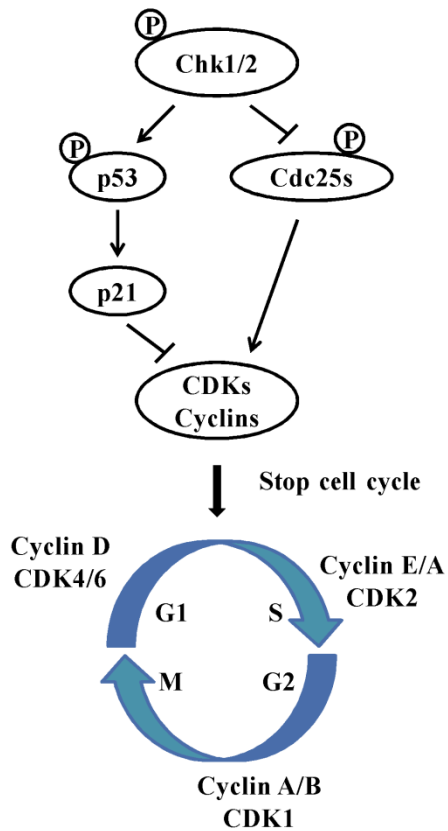 P
Chk1/2
P
p53
P
Cdc25s
p21
CDKs
Cyclins
Stop cell cycle
Cyclin D
CDK4/6
Cyclin E/A
CDK2
G1
S
M
G2
Cyclin A/B
CDK1